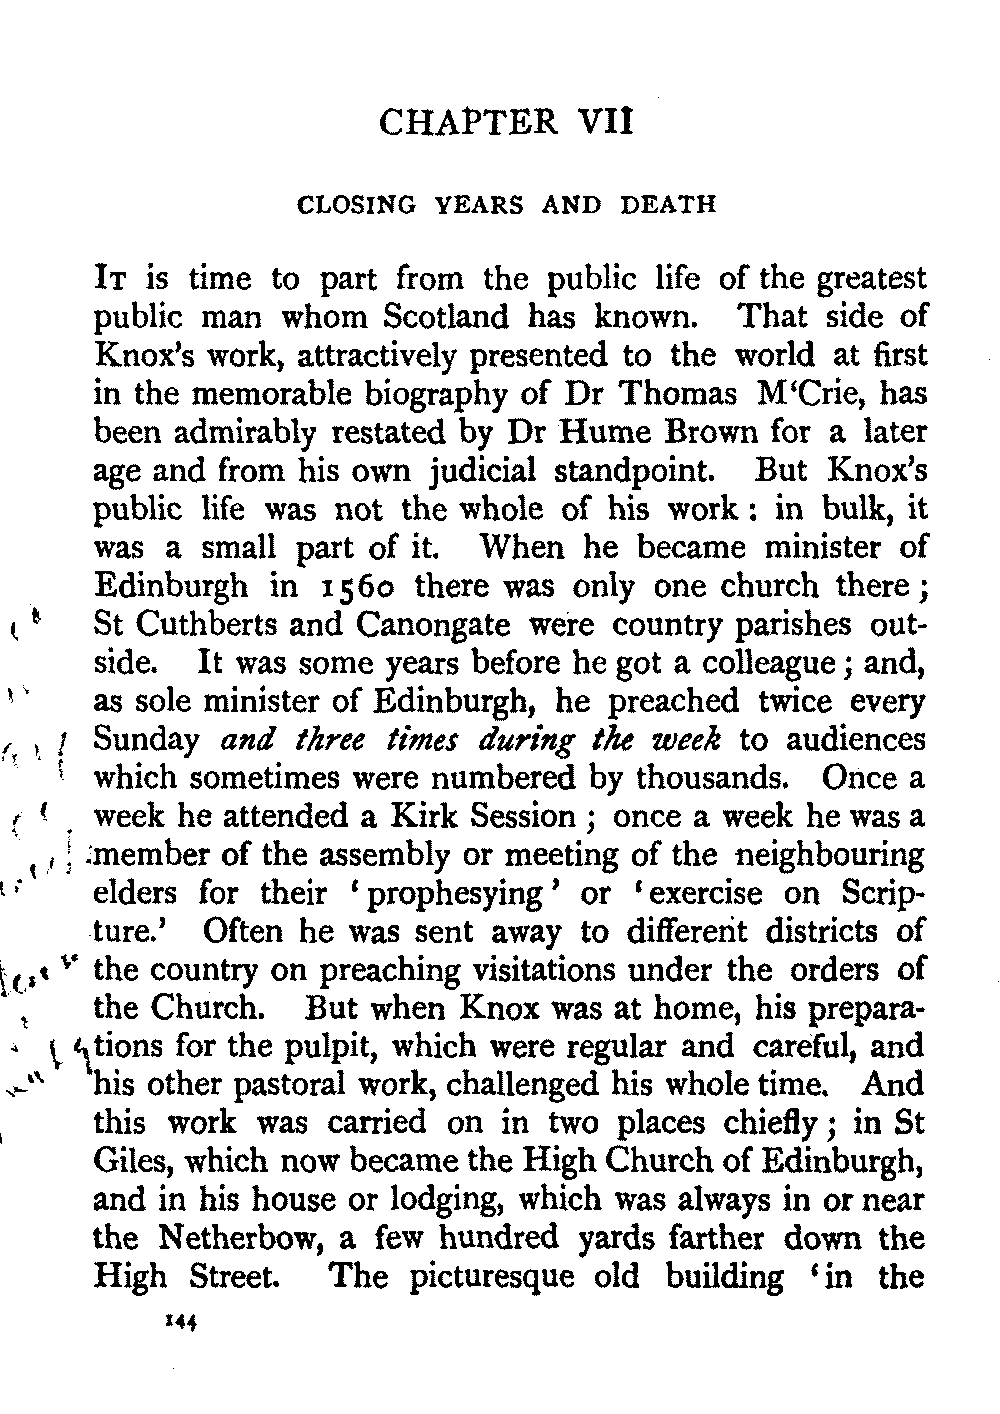 CHAPTER VII
CLOSING YEARS AND DEATH
IT is time to part from the public life of the greatest
public man whom Scotland has known. That side of
Knox's work, attractively presented to the world at first
in the memorable biography of Dr Thomas M‘Crie, has
been admirably restated by Dr Hume Brown for a later
age and from his own judicial standpoint. But Knox's
public life was not the whole of his work : in bulk, it
was a small part of it. When he became minister of
Edinburgh in 1560 there was only one church there ;
St Cuthberts and Canongate were country parishes out-
side. It was some years before he got a colleague ; and,
as sole minister of Edinburgh, he preached twice every
Sunday and three times during the week to audiences
which sometimes were numbered by thousands. Once a
week he attended a Kirk Session ; once a week he was a
member of the assembly or meeting of the neighbouring
elders for their ‘ prophesying ’ or ‘ exercise on Scrip-
ture.’ Often he was sent away to different districts of
the country on preaching visitations under the orders of
the Church. But when Knox was at home, his prepara-
tions for the pulpit, which were regular and careful, and
his other pastoral work, challenged his whole time. And
this work was carried on in two places chiefly ; in St
Giles, which now became the High Church of Edinburgh,
and in his house or lodging, which was always in or near
the Netherbow, a few hundred yards farther down the
High Street. The picturesque old building ‘ in the
144